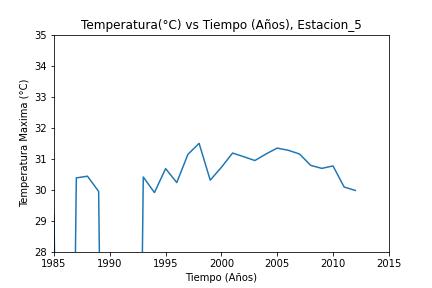 Temperatura(°C) vs Tiempo (Años), Estacion_5
Temperatura Maxima (°C)
35
34
33
32
31
30
29
28
1985 1990 1995 2000 2005 2010 2015
Tiempo (Años)